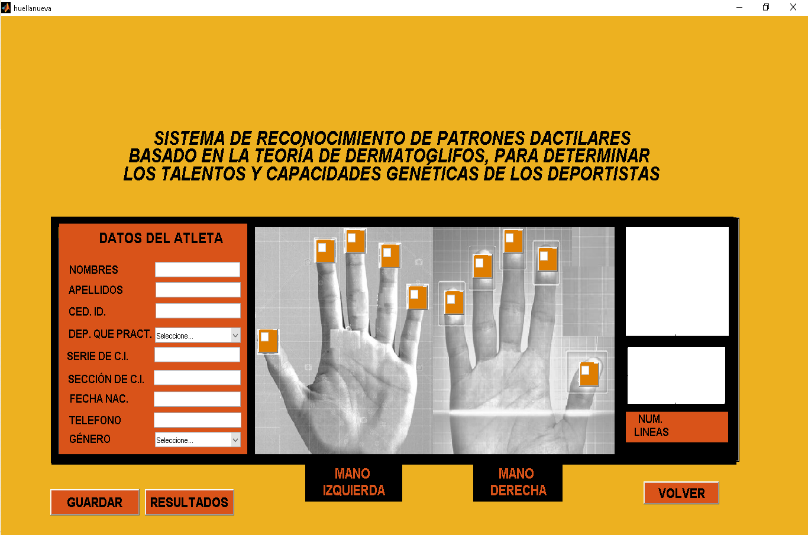 huellanueva
SISTEMA DE RECONOCIMIENTO DE PATRONES DACTILARES
BASADO EN LA TEORÍA DE DERMATOGLIFOS, PARA DETERMINAR
LOS TALENTOS Y CAPACIDADES GENÉTICAS DE LOS DEPORTISTAS
DATOS DEL ATLETA
NOMBRES
APELLIDOS
CED. ID.
DEP. QUE PRACT. Seleccione...
SERIE DE C.I.
SECCIÓN DE C.I.
FECHA NAC.
TELEFONO
GÉNERO Seleccione...
NUM.
LINEAS
MANO
IZQUIERDA
MANO
DERECHA
GUARDAR
RESULTADOS
VOLVER